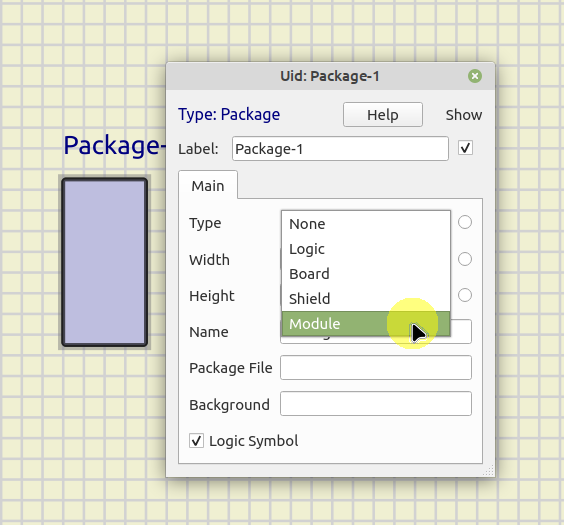 Uid: Package-1
Type: Package
Help
Show
Package-
Label:
Package-1
Main
Type
None
Logic
Width
Board
Height
Shield
Name
Module
Package File
Background
Logic Symbol